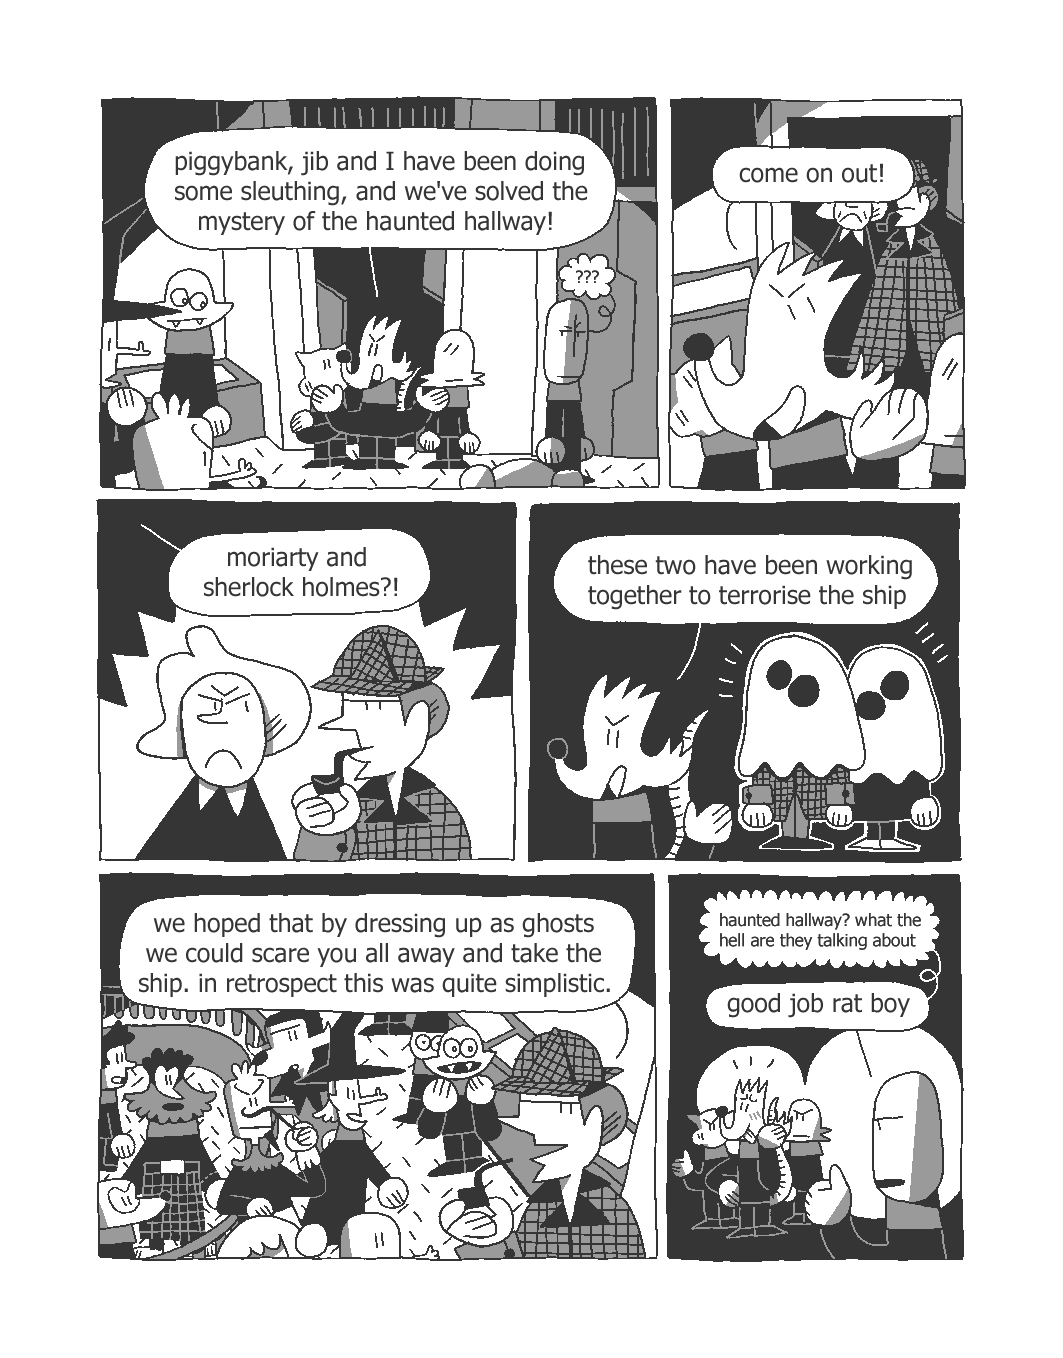 piggybank, jib and I have been doing
some sleuthing, and we've solved the
mystery of the haunted hallway!
???
come on out!
moriarty and
sherlock holmes?!
these two have been working
together to terrorise the ship
we hoped that by dressing up as ghosts
we could scare you all away and take the
ship. in retrospect this was quite simplistic.
haunted hallway? what the
hell are they talking about
good job rat boy